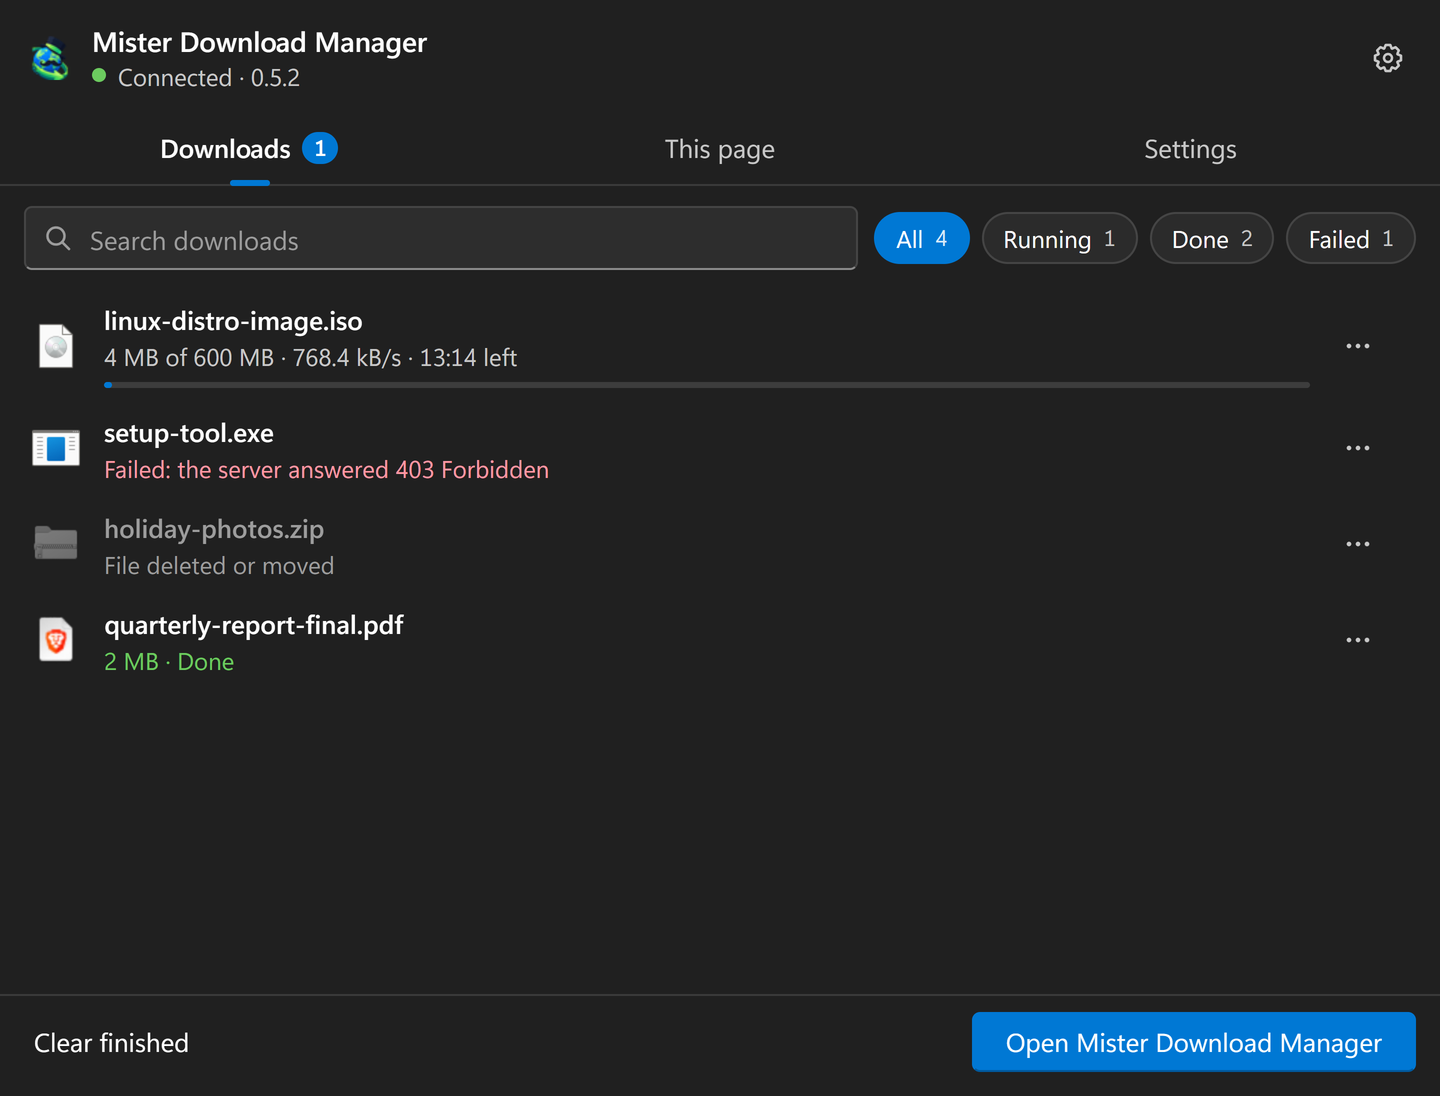 Mister Download Manager
Connected · 0.5.2
Downloads 1
This page
Settings
Search downloads
All 4
Running 1
Done 2
Failed 1
linux-distro-image.iso
4 MB of 600 MB · 768.4 kB/s · 13:14 left
setup-tool.exe
Failed: the server answered 403 Forbidden
holiday-photos.zip
File deleted or moved
quarterly-report-final.pdf
2 MB · Done
Clear finished
Open Mister Download Manager